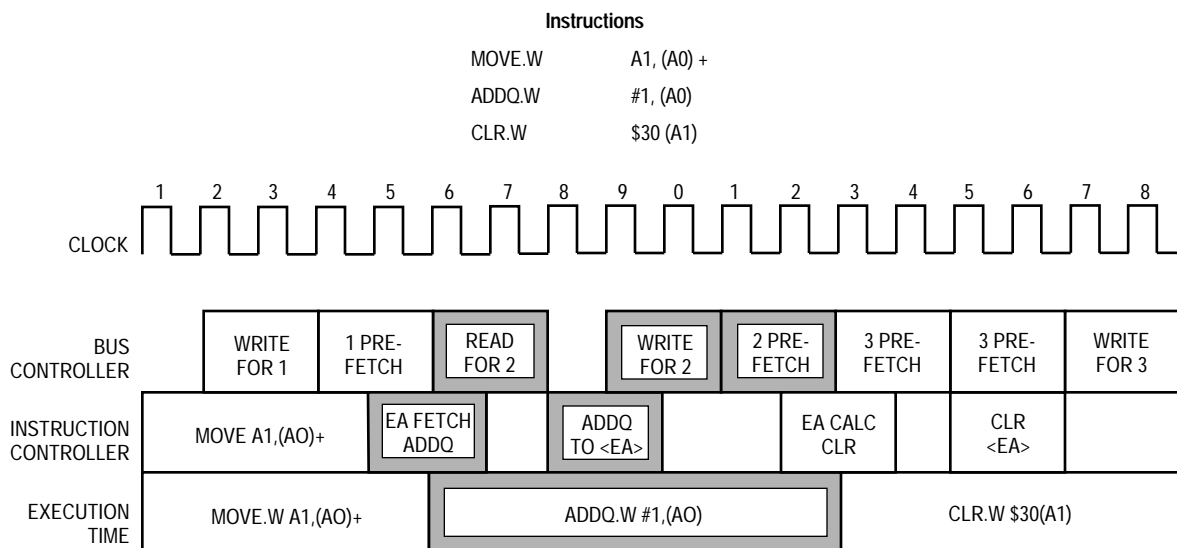 Instructions
MOVE.W A1, (A0) +
ADDQ.W #1, (A0)
CLR.W $30 (A1)
1 2 3 4 5 6 7 8 9 0 1 2 3 4 5 6 7 8
CLOCK
BUS
CONTROLLER
WRITE
FOR 1
1 PRE-
FETCH
READ
FOR 2
WRITE
FOR 2
2 PRE-
FETCH
3 PRE-
FETCH
3 PRE-
FETCH
WRITE
FOR 3
INSTRUCTION
CONTROLLER
MOVE A1,(AO)+
EA FETCH
ADDQ
ADDQ
TO <EA>
EA CALC
CLR
CLR
<EA>
EXECUTION
TIME
MOVE.W A1,(AO)+
ADDQ.W #1,(AO)
CLR.W $30(A1)